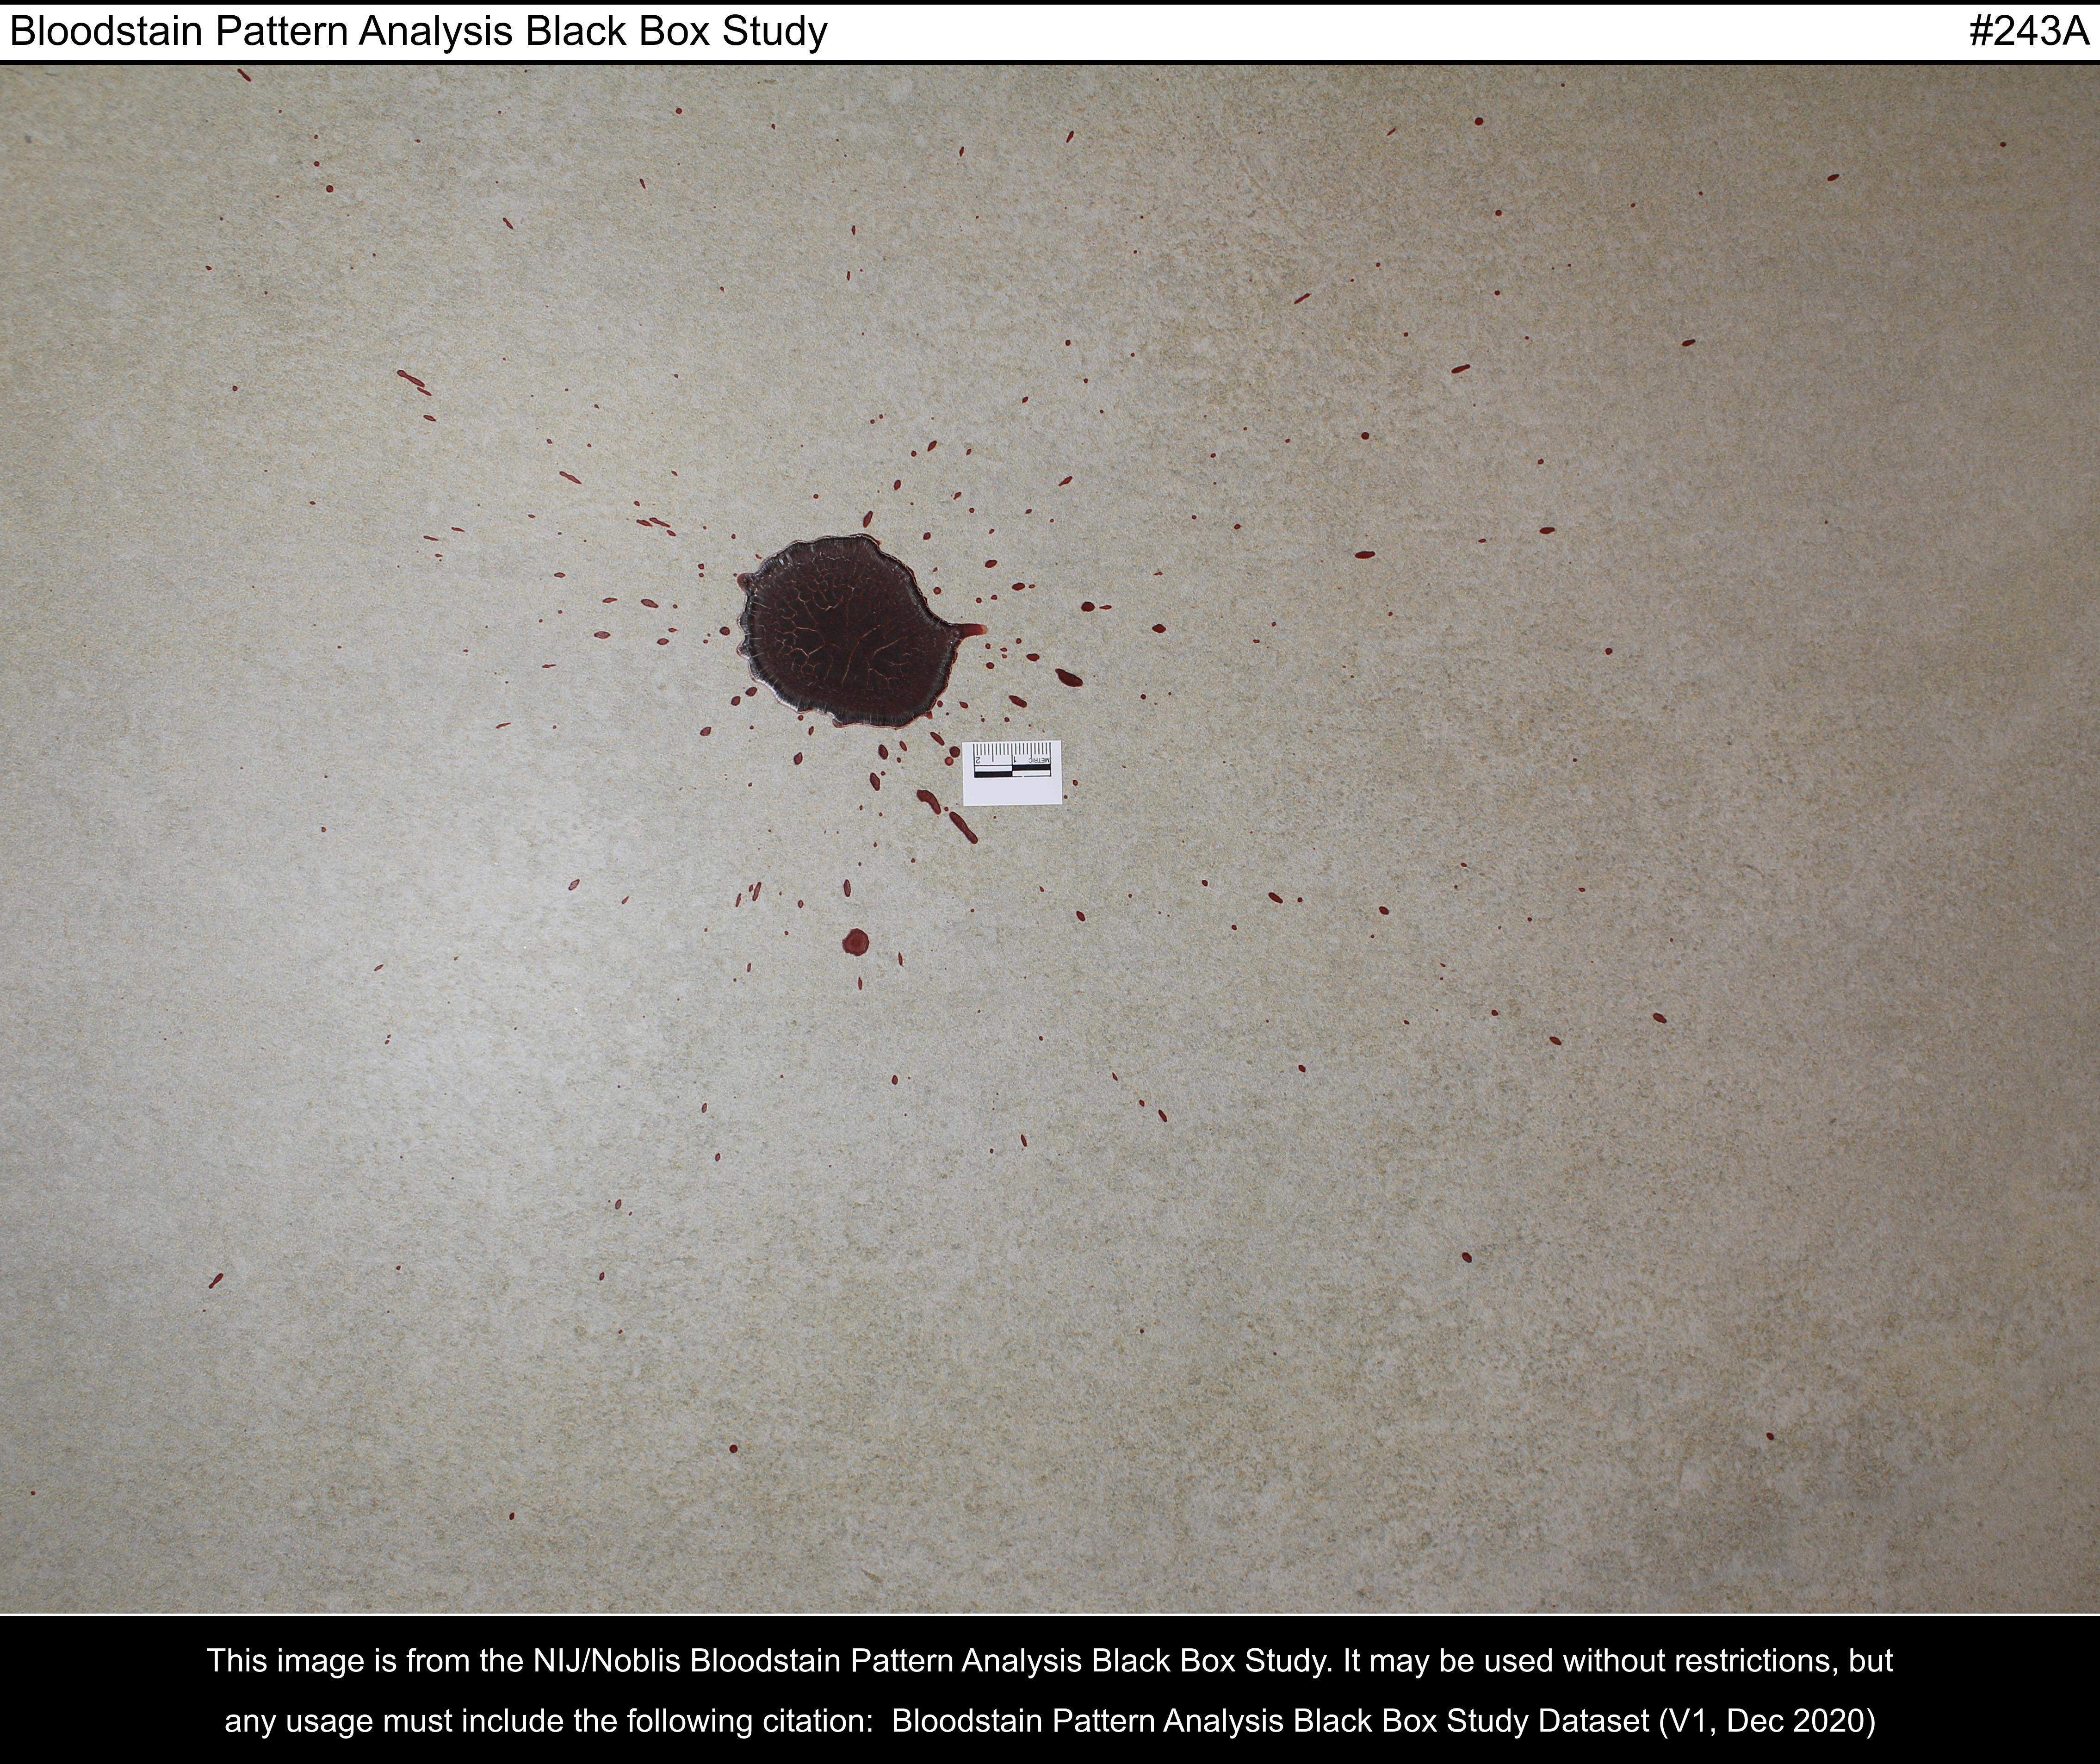 Bloodstain Pattern Analysis Black Box Study #243A
2 1 METRIC
This image is from the NIJ/Noblis Bloodstain Pattern Analysis Black Box Study. It may be used without restrictions, but
any usage must include the following citation: Bloodstain Pattern Analysis Black Box Study Dataset (V1, Dec 2020)